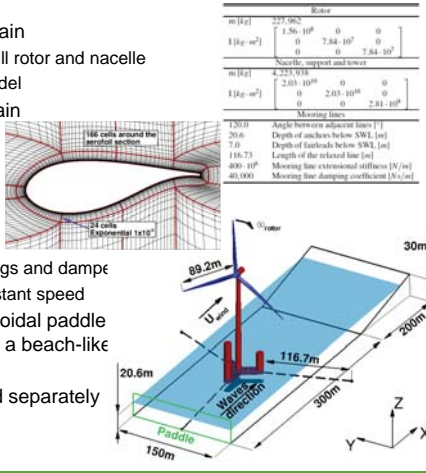 ain
ll rotor and nacelle
del
ain
Rotor
m [kg] 227,962
I [kg·m²] 1.56·10⁸ 0 0
0 7.84·10⁷ 0
0 0 7.84·10⁷
Nacelle, support and tower
m [kg] 4,223,938
I [kg·m²] 2.03·10¹⁰ 0 0
0 2.03·10¹⁰ 0
0 0 2.81·10⁹
Mooring lines
120.0 Angle between adjacent lines [°]
20.6 Depth of anchors below SWL [m]
7.0 Depth of fairleads below SWL [m]
116.73 Length of the relaxed line [m]
400·10⁶ Mooring line extensional stiffness [N/m]
40,000 Mooring line damping coefficient [Ns/m]
166 cells around the
aerofoil section
24 cells
gs and dampe
stant speed
oidal paddle
a beach-like
d separately
ω rotor
30m
89.2m
U wind
200m
116.7m
20.6m
Waves
direction
300m
Paddle
150m
Z
Y
X